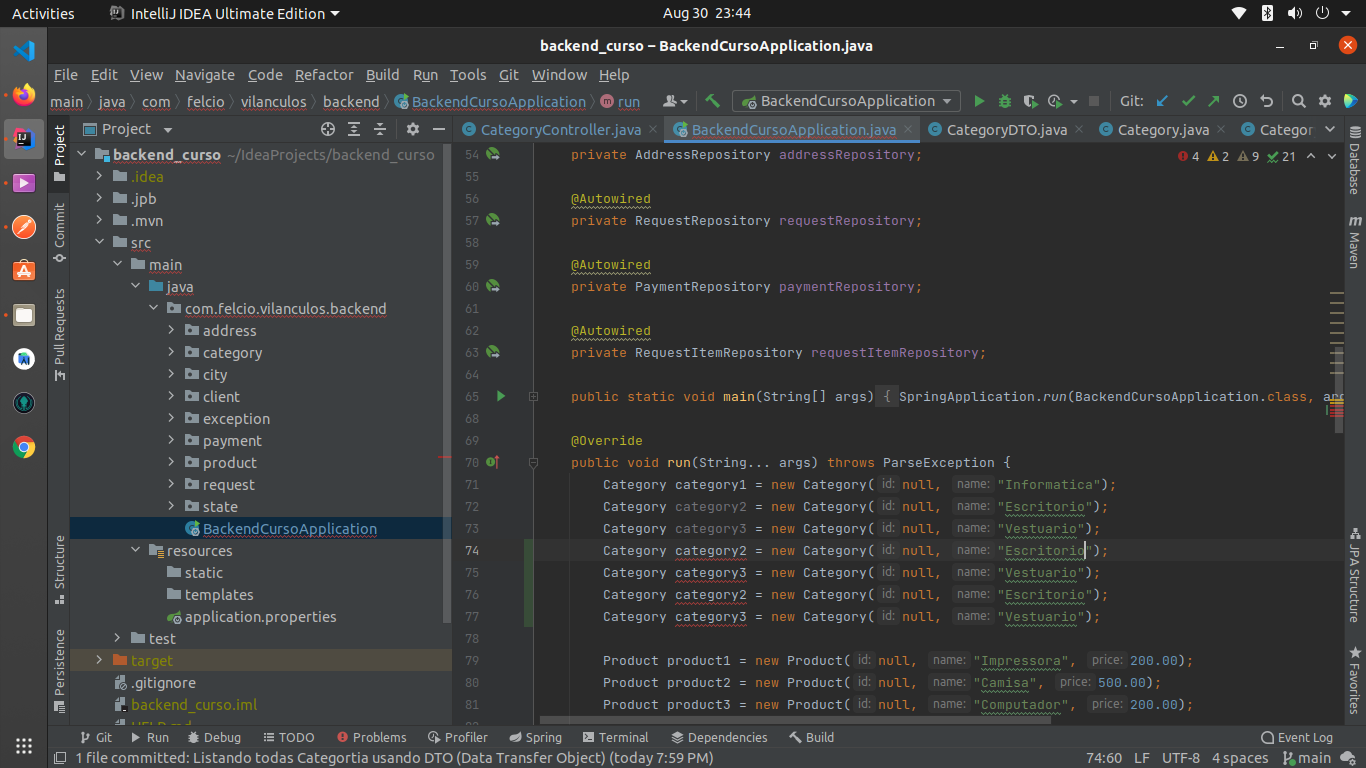 Activities IntelliJ IDEA Ultimate Edition Aug 30 23:44
backend_curso – BackendCursoApplication.java
File Edit View Navigate Code Refactor Build Run Tools Git Window Help
main java com felcio vilanculos backend BackendCursoApplication m run BackendCursoApplication Git:
Project CategoryController.java BackendCursoApplication.java CategoryDTO.java Category.java Categor
backend_curso ~/IdeaProjects/backend_curso
.idea
.jpb
.mvn
src
main
java
com.felcio.vilanculos.backend
address
category
city
client
exception
payment
product
request
state
BackendCursoApplication
resources
static
templates
application.properties
test
target
.gitignore
backend_curso.iml
HELP.md
Project
Commit
Pull Requests
Structure
Persistence
4 2 9 21
54 private AddressRepository addressRepository;
55
56 @Autowired
57 private RequestRepository requestRepository;
58
59 @Autowired
60 private PaymentRepository paymentRepository;
61
62 @Autowired
63 private RequestItemRepository requestItemRepository;
64
65 public static void main(String[] args) { SpringApplication.run(BackendCursoApplication.class, arg
68
69 @Override
70 public void run(String... args) throws ParseException {
71 Category category1 = new Category( id: null, name: "Informatica");
72 Category category2 = new Category( id: null, name: "Escritorio");
73 Category category3 = new Category( id: null, name: "Vestuario");
74 Category category2 = new Category( id: null, name: "Escritorio");
75 Category category3 = new Category( id: null, name: "Vestuario");
76 Category category2 = new Category( id: null, name: "Escritorio");
77 Category category3 = new Category( id: null, name: "Vestuario");
78
79 Product product1 = new Product( id: null, name: "Impressora", price: 200.00);
80 Product product2 = new Product( id: null, name: "Camisa", price: 500.00);
81 Product product3 = new Product( id: null, name: "Computador", price: 200.00);
Database
m Maven
JPA Structure
Favorites
Git Run Debug TODO Problems Profiler Spring Terminal Dependencies Build Event Log
1 file committed: Listando todas Categortia usando DTO (Data Transfer Object) (today 7:59 PM) 74:60 LF UTF-8 4 spaces main